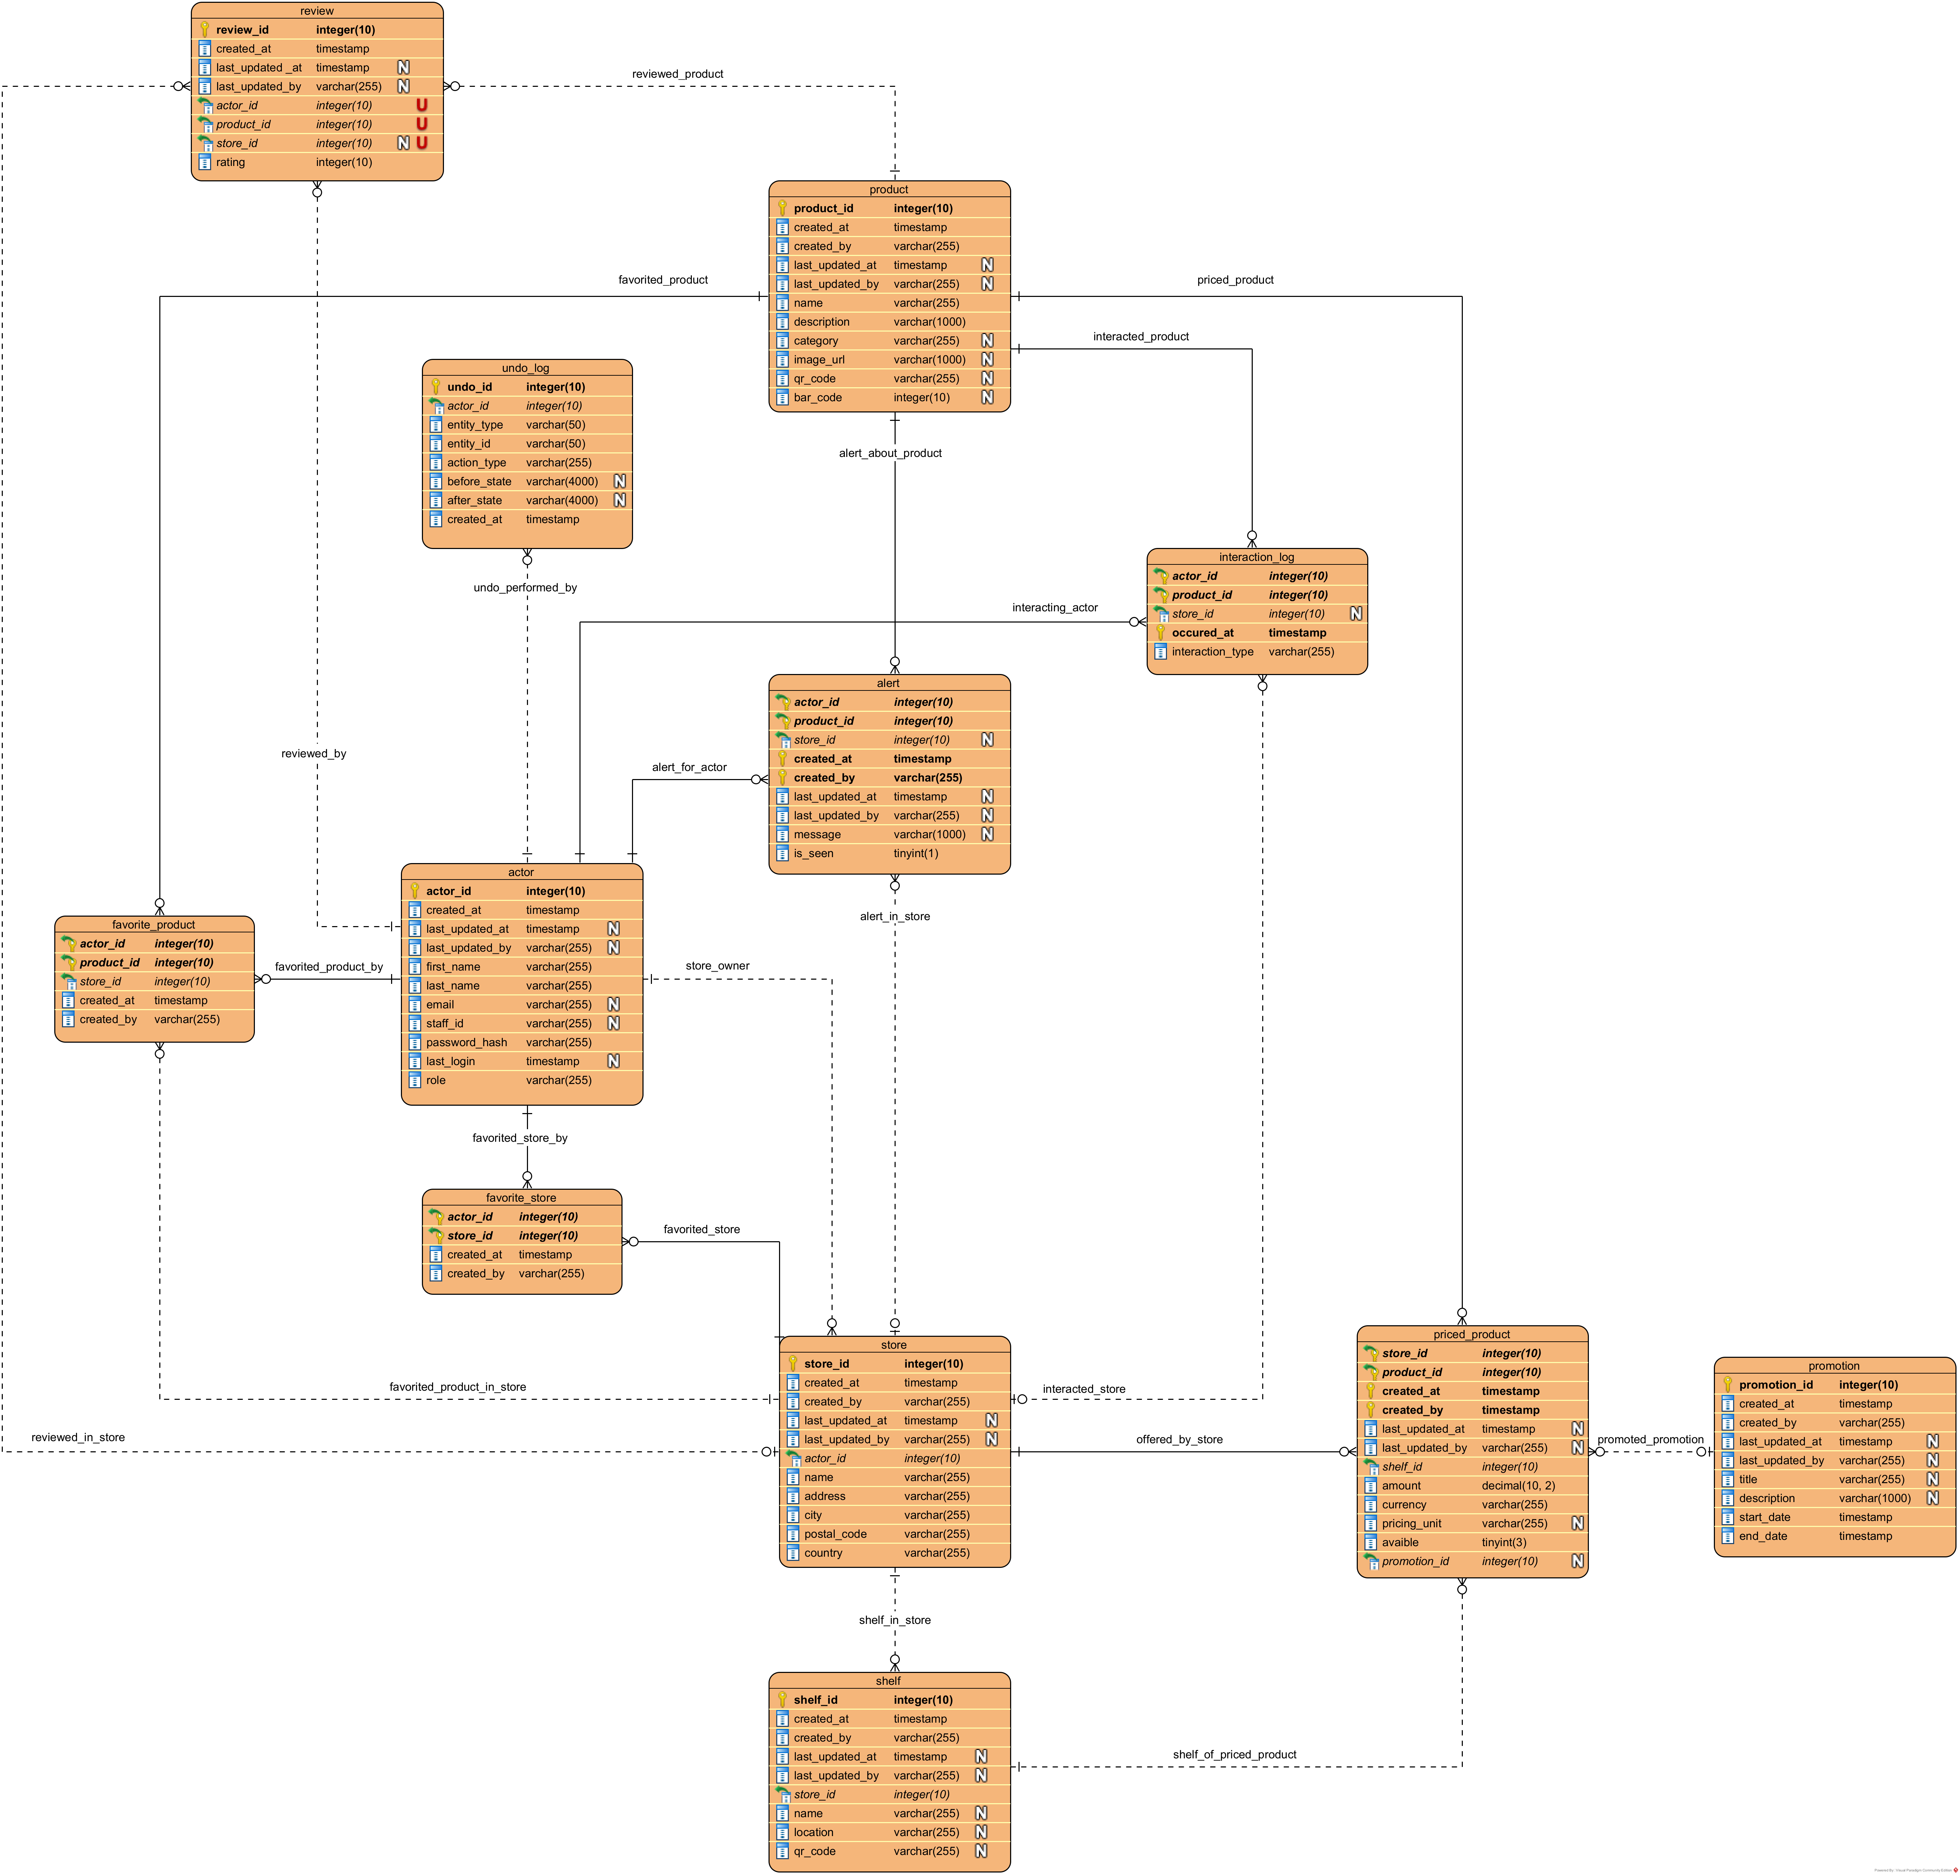 review
review_id integer(10)
created_at timestamp
last_updated _at timestamp N
last_updated_by varchar(255) N
actor_id integer(10) U
product_id integer(10) U
store_id integer(10) N U
rating integer(10)
reviewed_product
product
product_id integer(10)
created_at timestamp
created_by varchar(255)
last_updated_at timestamp N
last_updated_by varchar(255) N
name varchar(255)
description varchar(1000)
category varchar(255) N
image_url varchar(1000) N
qr_code varchar(255) N
bar_code integer(10) N
favorited_product
priced_product
interacted_product
undo_log
undo_id integer(10)
actor_id integer(10)
entity_type varchar(50)
entity_id varchar(50)
action_type varchar(255)
before_state varchar(4000) N
after_state varchar(4000) N
created_at timestamp
alert_about_product
undo_performed_by
interaction_log
actor_id integer(10)
product_id integer(10)
store_id integer(10) N
occured_at timestamp
interaction_type varchar(255)
interacting_actor
alert
actor_id integer(10)
product_id integer(10)
store_id integer(10) N
created_at timestamp
created_by varchar(255)
last_updated_at timestamp N
last_updated_by varchar(255) N
message varchar(1000) N
is_seen tinyint(1)
reviewed_by
alert_for_actor
actor
actor_id integer(10)
created_at timestamp
last_updated_at timestamp N
last_updated_by varchar(255) N
first_name varchar(255)
last_name varchar(255)
email varchar(255) N
staff_id varchar(255) N
password_hash varchar(255)
last_login timestamp N
role varchar(255)
alert_in_store
favorite_product
actor_id integer(10)
product_id integer(10)
store_id integer(10)
created_at timestamp
created_by varchar(255)
favorited_product_by
store_owner
favorited_store_by
favorite_store
actor_id integer(10)
store_id integer(10)
created_at timestamp
created_by varchar(255)
favorited_store
store
store_id integer(10)
created_at timestamp
created_by varchar(255)
last_updated_at timestamp N
last_updated_by varchar(255) N
actor_id integer(10)
name varchar(255)
address varchar(255)
city varchar(255)
postal_code varchar(255)
country varchar(255)
favorited_product_in_store
interacted_store
reviewed_in_store
offered_by_store
priced_product
store_id integer(10)
product_id integer(10)
created_at timestamp
created_by timestamp
last_updated_at timestamp N
last_updated_by varchar(255) N
shelf_id integer(10)
amount decimal(10, 2)
currency varchar(255)
pricing_unit varchar(255) N
avaible tinyint(3)
promotion_id integer(10) N
promoted_promotion
promotion
promotion_id integer(10)
created_at timestamp
created_by varchar(255)
last_updated_at timestamp N
last_updated_by varchar(255) N
title varchar(255) N
description varchar(1000) N
start_date timestamp
end_date timestamp
shelf_in_store
shelf
shelf_id integer(10)
created_at timestamp
created_by varchar(255)
last_updated_at timestamp N
last_updated_by varchar(255) N
store_id integer(10)
name varchar(255) N
location varchar(255) N
qr_code varchar(255) N
shelf_of_priced_product
Powered By Visual Paradigm Community Edition